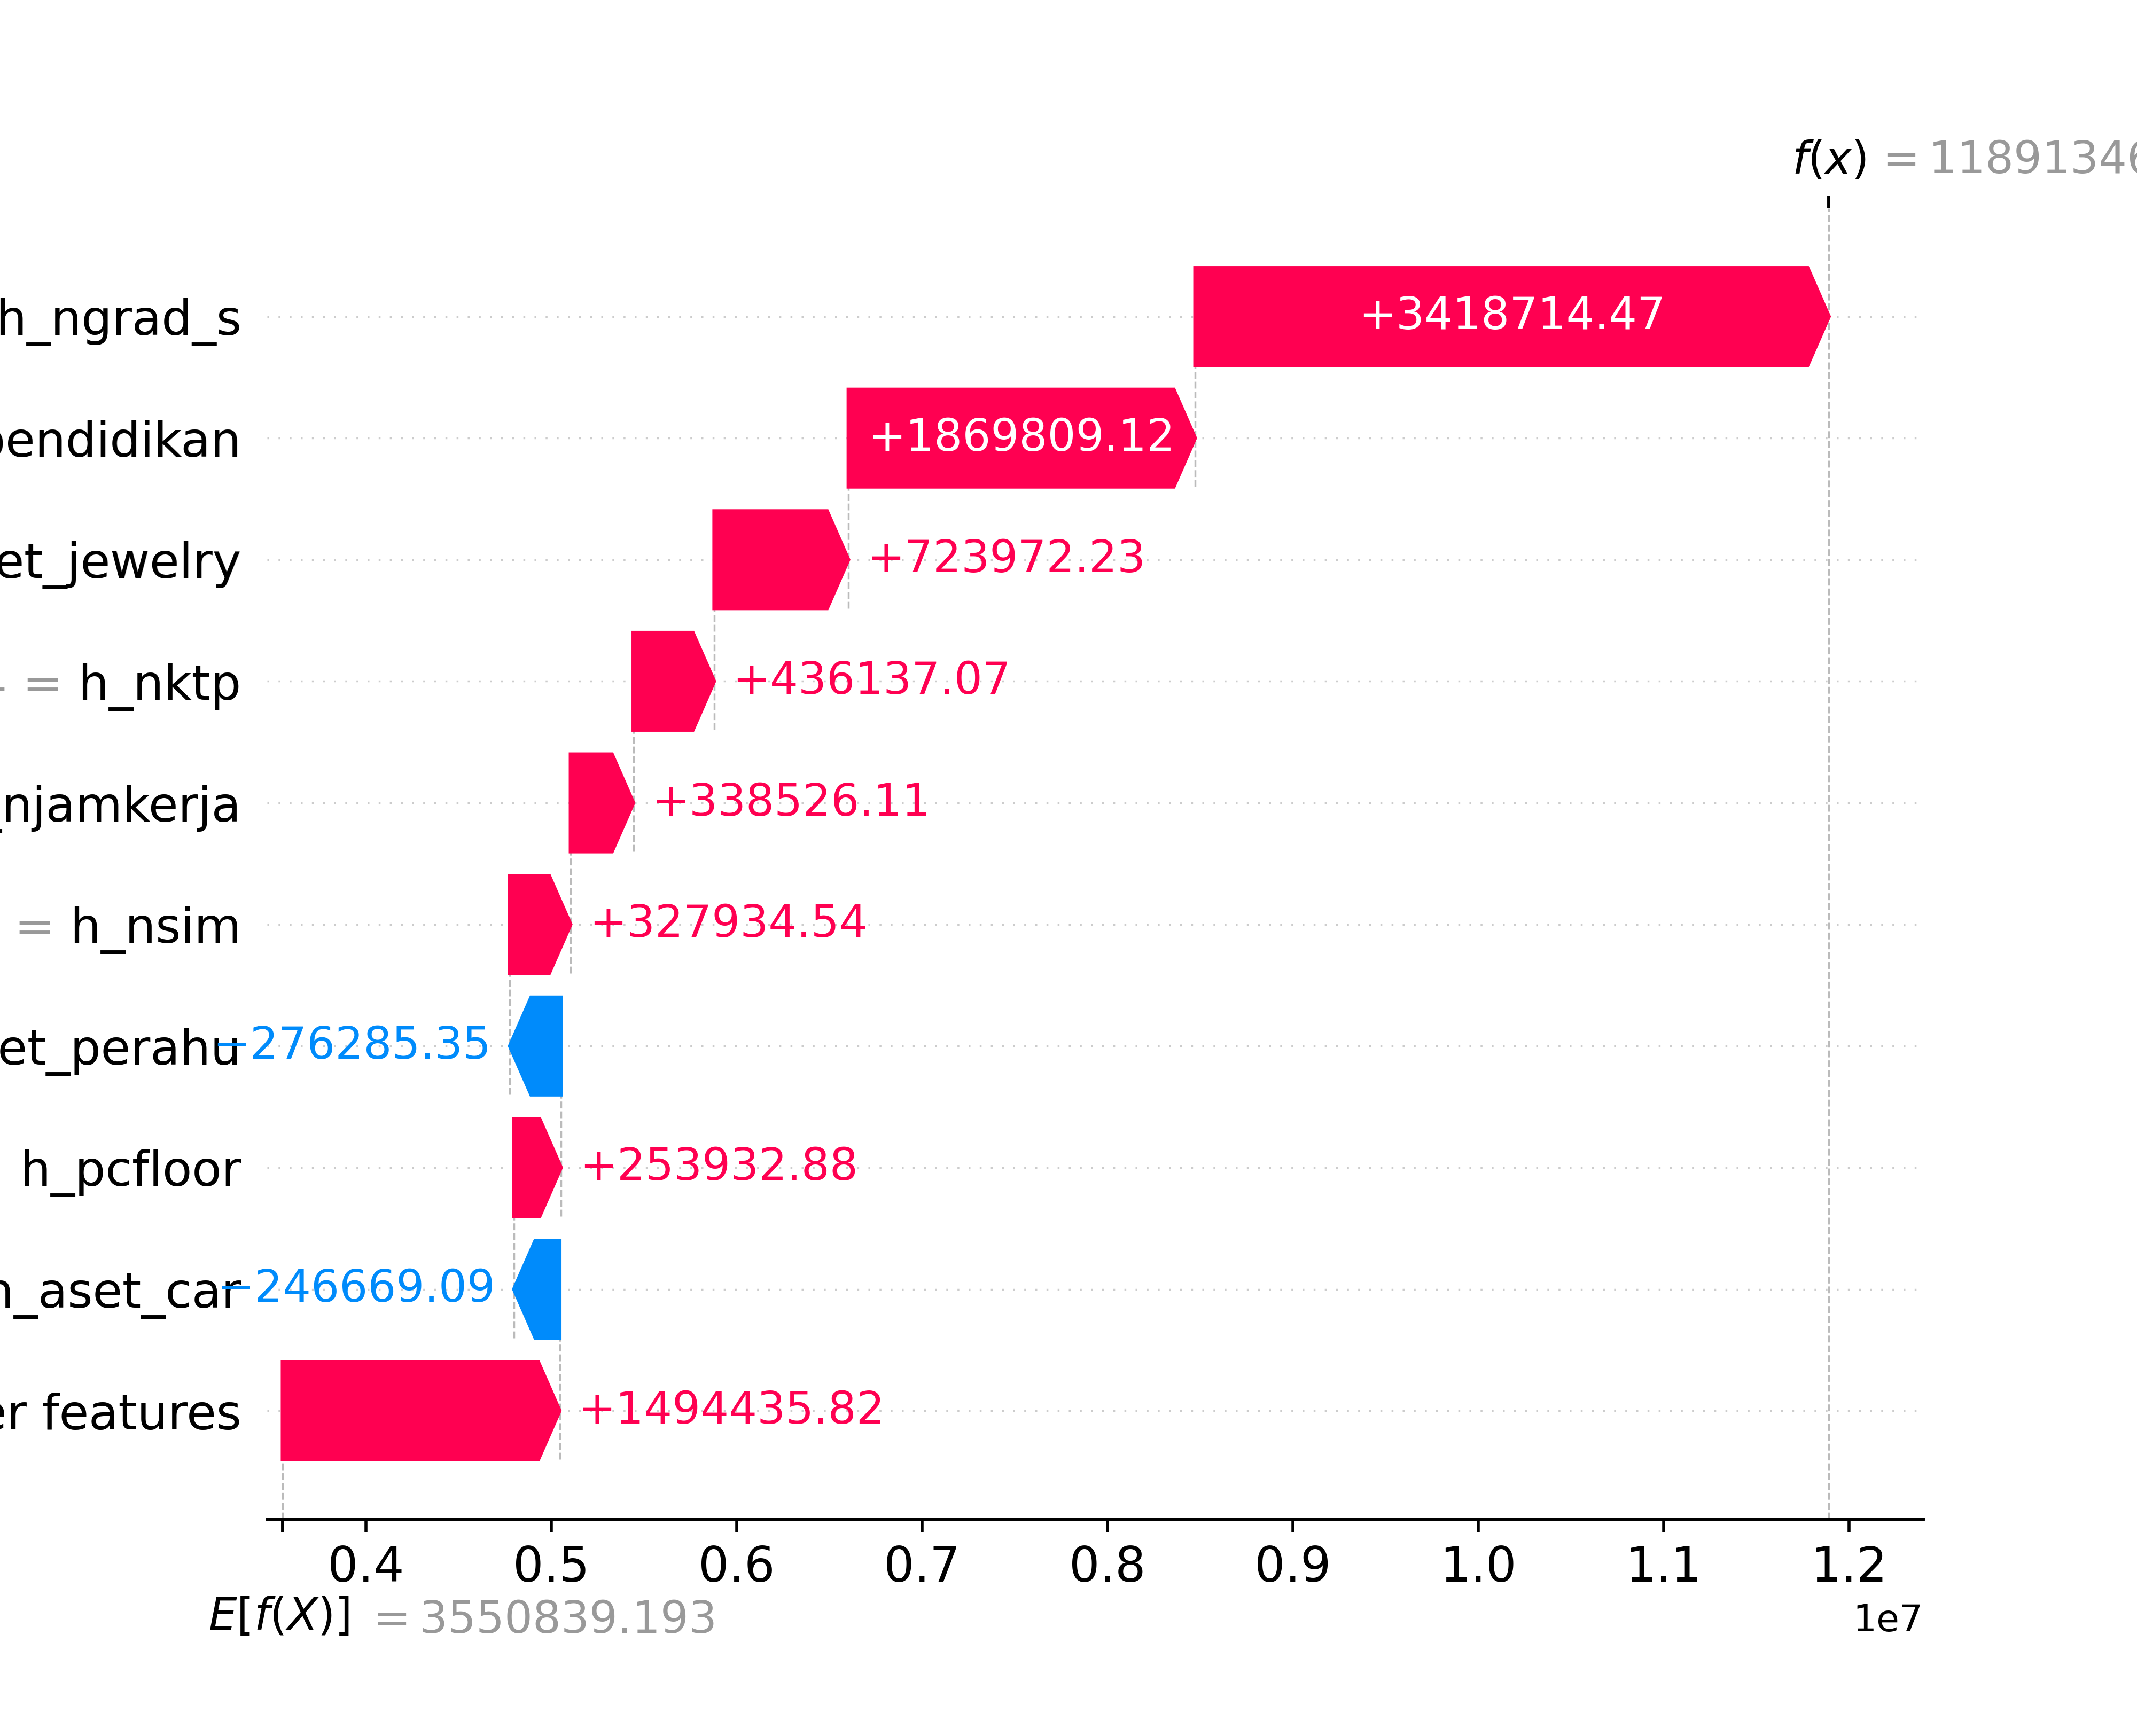 f(x) = 11891346
h_ngrad_s +3418714.47
pendidikan +1869809.12
et_jewelry +723972.23
= h_nktp +436137.07
_njamkerja +338526.11
= h_nsim +327934.54
et_perahu −276285.35
h_pcfloor +253932.88
_aset_car −246669.09
er features +1494435.82
0.4 0.5 0.6 0.7 0.8 0.9 1.0 1.1 1.2
E[f(X)] = 3550839.193 1e7